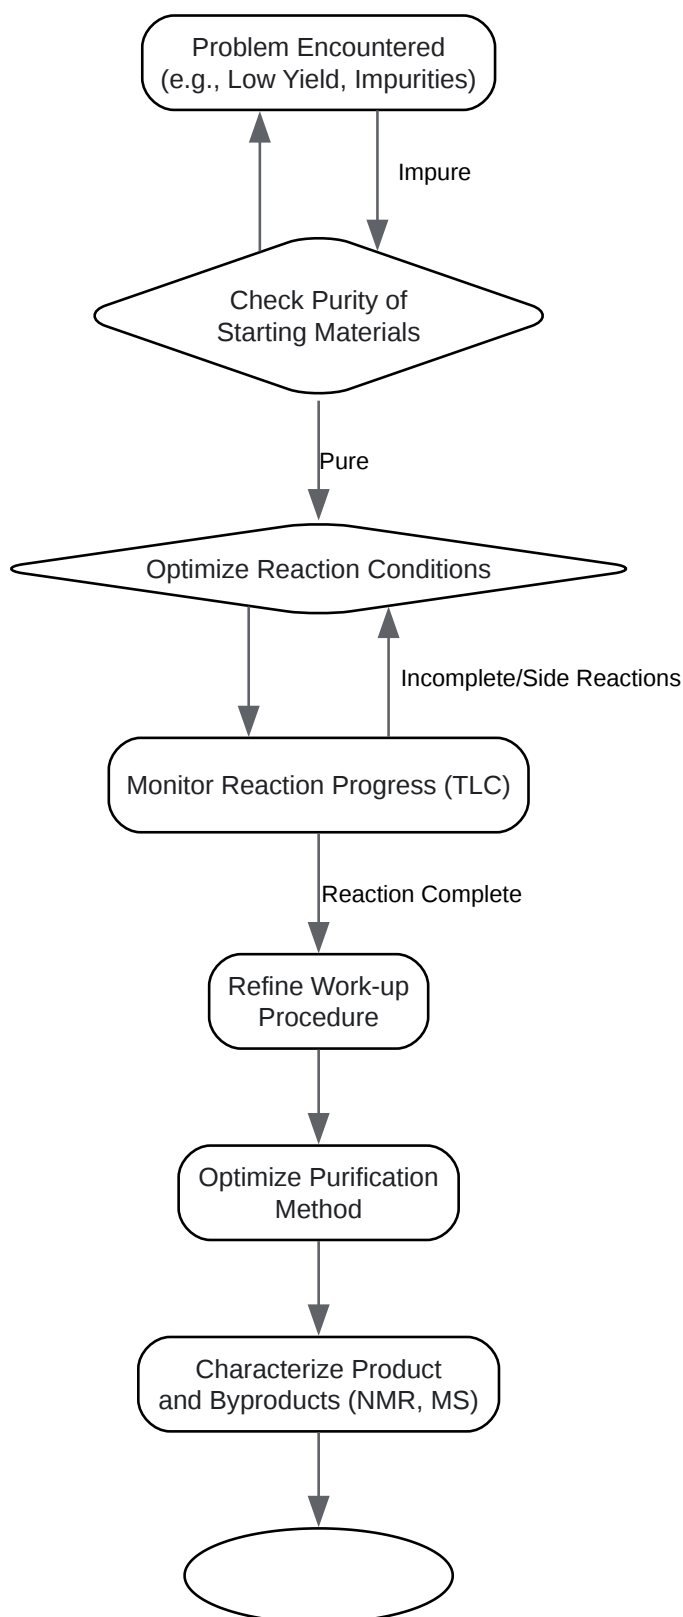 Problem Encountered
(e.g., Low Yield, Impurities)
Impure
Check Purity of
Starting Materials
Pure
Optimize Reaction Conditions
Incomplete/Side Reactions
Monitor Reaction Progress (TLC)
Reaction Complete
Refine Work-up
Procedure
Optimize Purification
Method
Characterize Product
and Byproducts (NMR, MS)